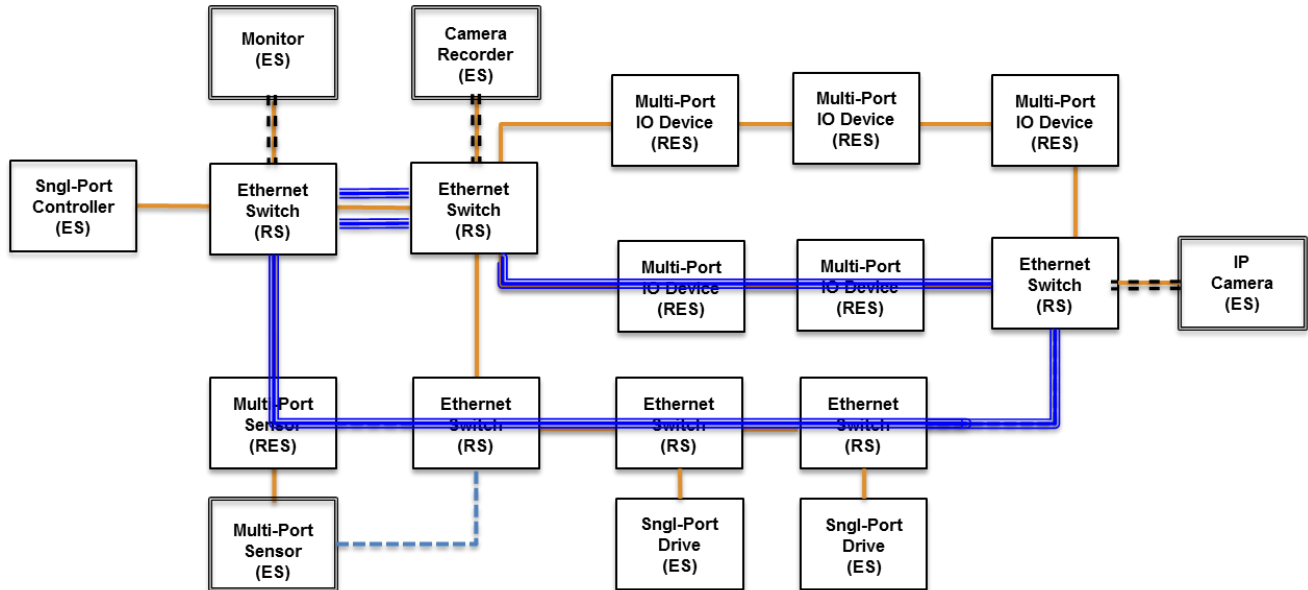 Monitor
(ES)
Camera
Recorder
(ES)
Multi-Port
IO Device
(RES)
Multi-Port
IO Device
(RES)
Multi-Port
IO Device
(RES)
Sngl-Port
Controller
(ES)
Ethernet
Switch
(RS)
Ethernet
Switch
(RS)
Multi-Port
IO Device
(RES)
Multi-Port
IO Device
(RES)
Ethernet
Switch
(RS)
IP
Camera
(ES)
Multi-Port
Sensor
(RES)
Ethernet
Switch
(RS)
Ethernet
Switch
(RS)
Ethernet
Switch
(RS)
Multi-Port
Sensor
(ES)
Sngl-Port
Drive
(ES)
Sngl-Port
Drive
(ES)